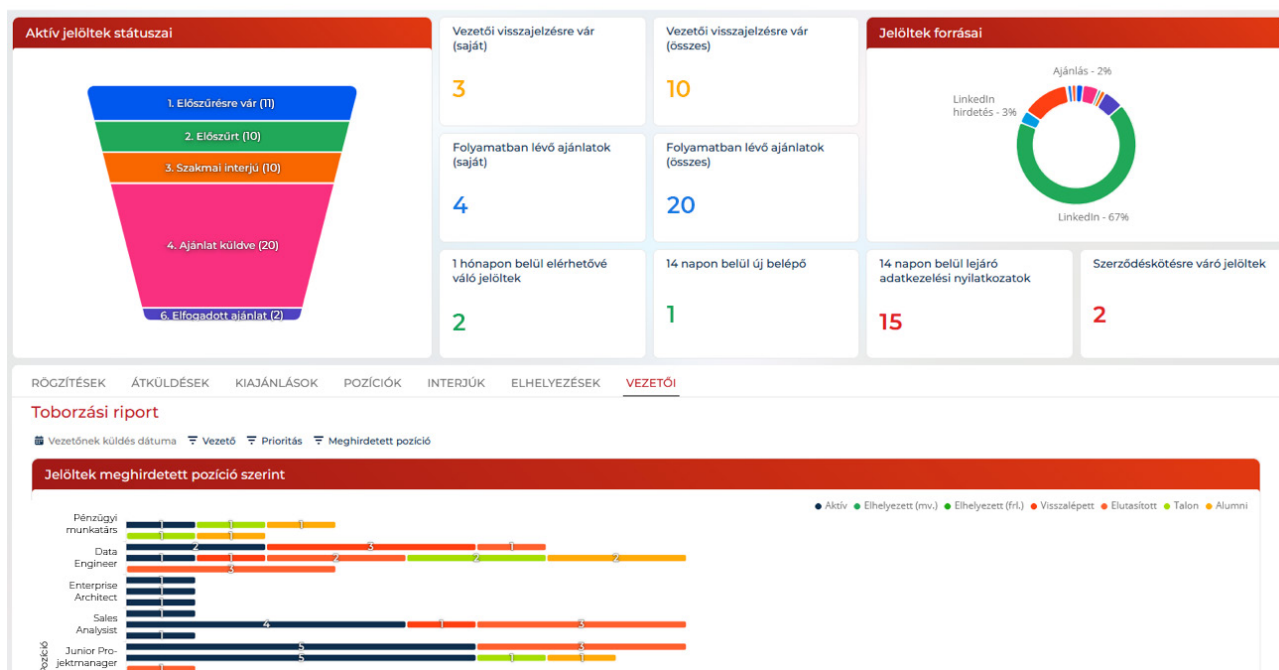 Aktív jelöltek státuszai
1. Előszűrésre vár (11)
2. Előszűrt (10)
3. Szakmai interjú (10)
4. Ajánlat küldve (20)
6. Elfogadott ajánlat (2)
Vezetői visszajelzésre vár
(saját)
3
Vezetői visszajelzésre vár
(összes)
10
Folyamatban lévő ajánlatok
(saját)
4
Folyamatban lévő ajánlatok
(összes)
20
Jelöltek forrásai
Ajánlás - 2%
LinkedIn
hirdetés - 3%
LinkedIn - 67%
1 hónapon belül elérhetővé
váló jelöltek
2
14 napon belül új belépő
1
14 napon belül lejáró
adatkezelési nyilatkozatok
15
Szerződéskötésre váró jelöltek
2
RÖGZÍTÉSEK ÁTKÜLDÉSEK KIAJÁNLÁSOK POZÍCIÓK INTERJÚK ELHELYEZÉSEK VEZETŐI
Toborzási riport
Vezetőnek küldés dátuma Vezető Prioritás Meghirdetett pozíció
Jelöltek meghirdetett pozíció szerint
Aktív Elhelyezett (mv.) Elhelyezett (frl.) Visszalépett Elutasított Talon Alumni
Pozíció
Pénzügyi
munkatárs
1 1 1
1 1
Data
Engineer
2 3 1
1 1 2 2 2
3
Enterprise
Architect
1
1
1
1
Sales
Analysist
4 1 3
1
Junior Pro-
jektmanager
5 3
5 1 1
1